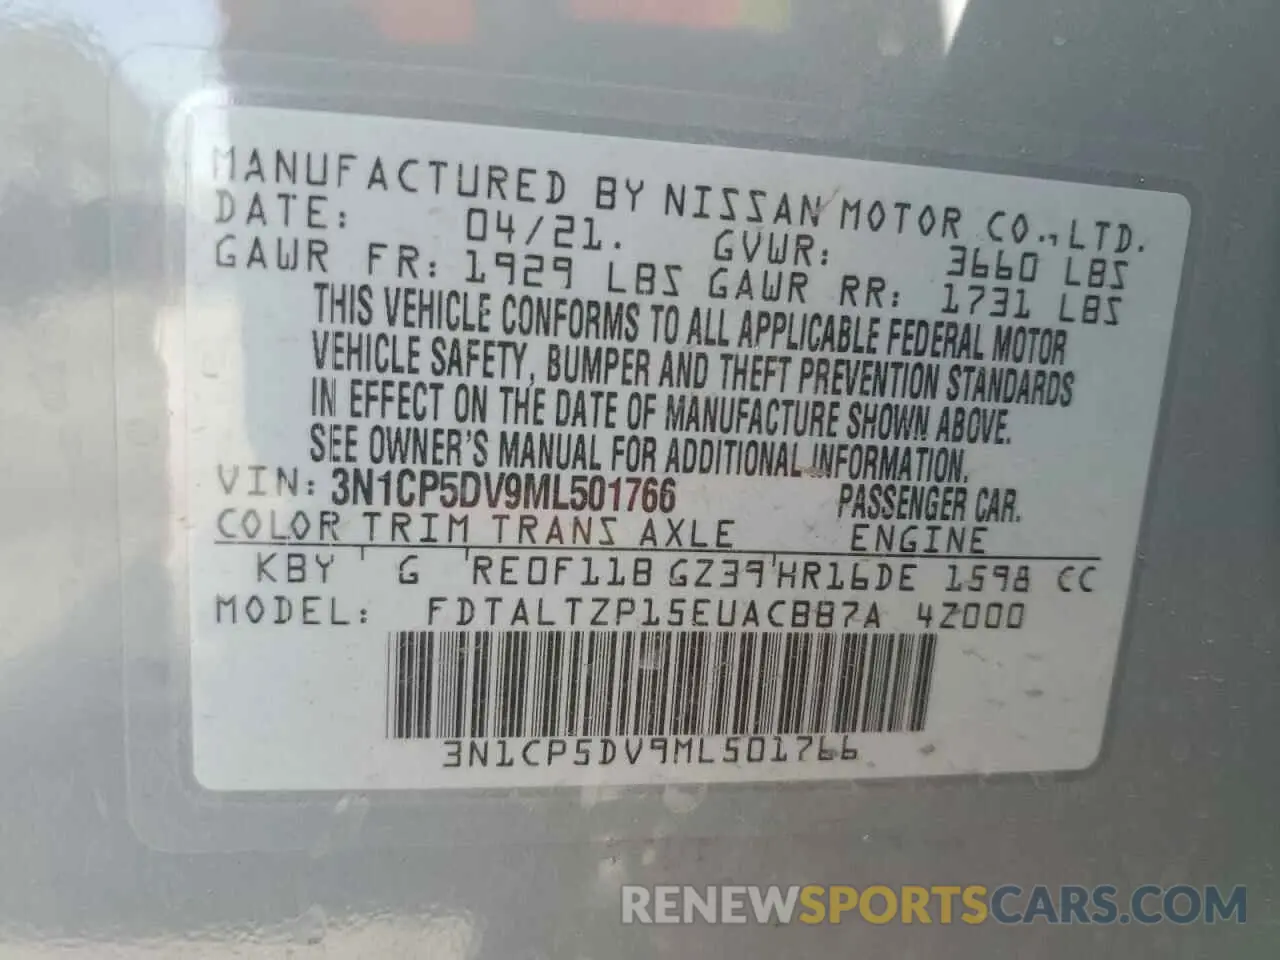 MANUFACTURED BY NISSAN MOTOR CO.,LTD.
DATE: 04/21. GVWR: 3660 LBS
GAWR FR: 1929 LBS GAWR RR: 1731 LBS
THIS VEHICLE CONFORMS TO ALL APPLICABLE FEDERAL MOTOR
VEHICLE SAFETY, BUMPER AND THEFT PREVENTION STANDARDS
IN EFFECT ON THE DATE OF MANUFACTURE SHOWN ABOVE.
SEE OWNER'S MANUAL FOR ADDITIONAL INFORMATION.
VIN: 3N1CP5DV9ML501766 PASSENGER CAR.
COLOR TRIM TRANS AXLE ENGINE
KBY G RE0F11B GZ39 HR16DE 1598 CC
MODEL: FDTALTZP15EUACBB7A 4Z000
3N1CP5DV9ML501766
RENEWSPORTSCARS.COM